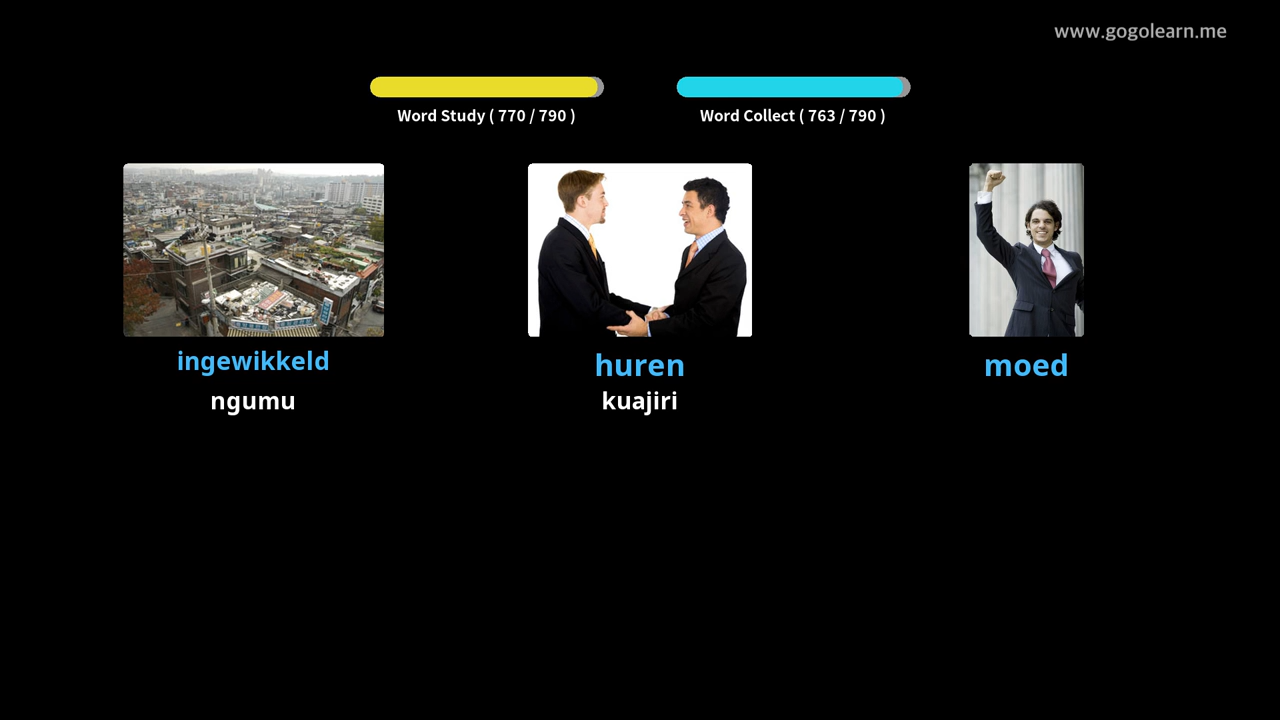 www.gogolearn.me
Word Study ( 770 / 790 )
Word Collect ( 763 / 790 )
ingewikkeld
huren
moed
ngumu
kuajiri